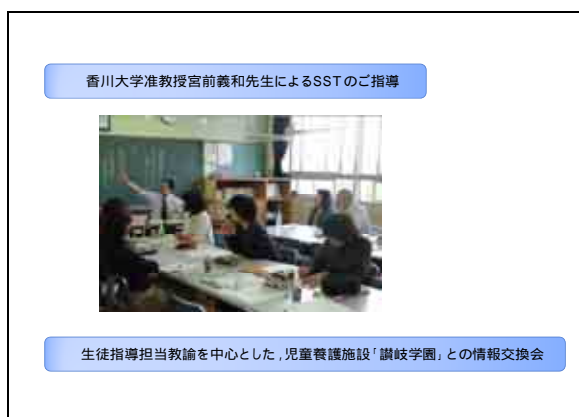 香川大学准教授宮前義和先生によるSSTのご指導
生徒指導担当教諭を中心とした,児童養護施設「讃岐学園」との情報交換会